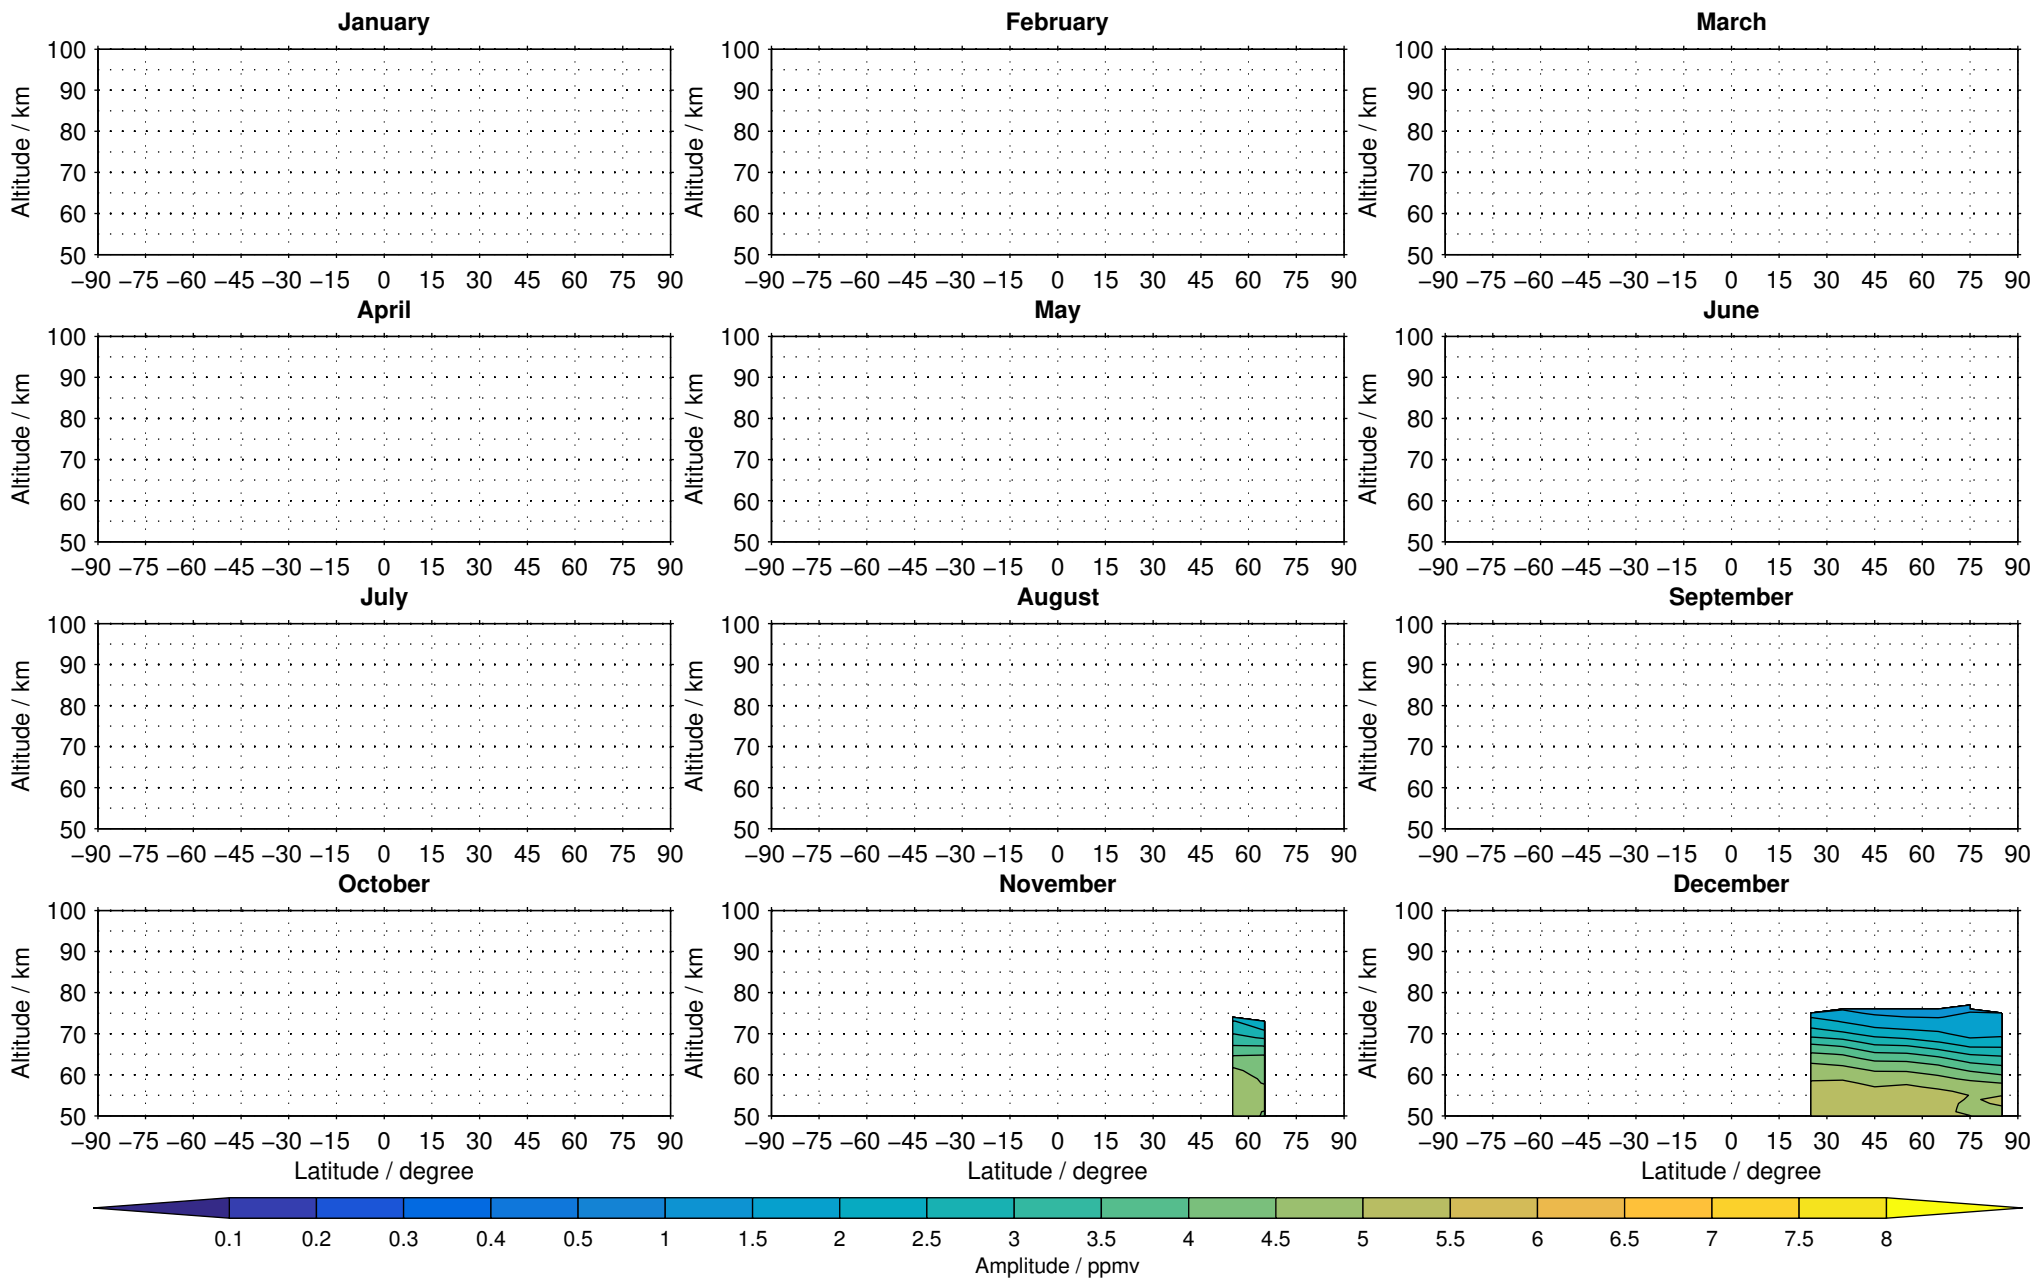 January February March
100 100 100
90 90 90
80 80 80
70 70 70
60 60 60
50 50 50
Altitude / km Altitude / km Altitude / km
−90 −75 −60 −45 −30 −15 0 15 30 45 60 75 90 −90 −75 −60 −45 −30 −15 0 15 30 45 60 75 90 −90 −75 −60 −45 −30 −15 0 15 30 45 60 75 90
April May June
100 100 100
90 90 90
80 80 80
70 70 70
60 60 60
50 50 50
Altitude / km Altitude / km Altitude / km
−90 −75 −60 −45 −30 −15 0 15 30 45 60 75 90 −90 −75 −60 −45 −30 −15 0 15 30 45 60 75 90 −90 −75 −60 −45 −30 −15 0 15 30 45 60 75 90
July August September
100 100 100
90 90 90
80 80 80
70 70 70
60 60 60
50 50 50
Altitude / km Altitude / km Altitude / km
−90 −75 −60 −45 −30 −15 0 15 30 45 60 75 90 −90 −75 −60 −45 −30 −15 0 15 30 45 60 75 90 −90 −75 −60 −45 −30 −15 0 15 30 45 60 75 90
October November December
100 100 100
90 90 90
80 80 80
70 70 70
60 60 60
50 50 50
Altitude / km Altitude / km Altitude / km
−90 −75 −60 −45 −30 −15 0 15 30 45 60 75 90 −90 −75 −60 −45 −30 −15 0 15 30 45 60 75 90 −90 −75 −60 −45 −30 −15 0 15 30 45 60 75 90
Latitude / degree Latitude / degree Latitude / degree
0.1 0.2 0.3 0.4 0.5 1 1.5 2 2.5 3 3.5 4 4.5 5 5.5 6 6.5 7 7.5 8
Amplitude / ppmv